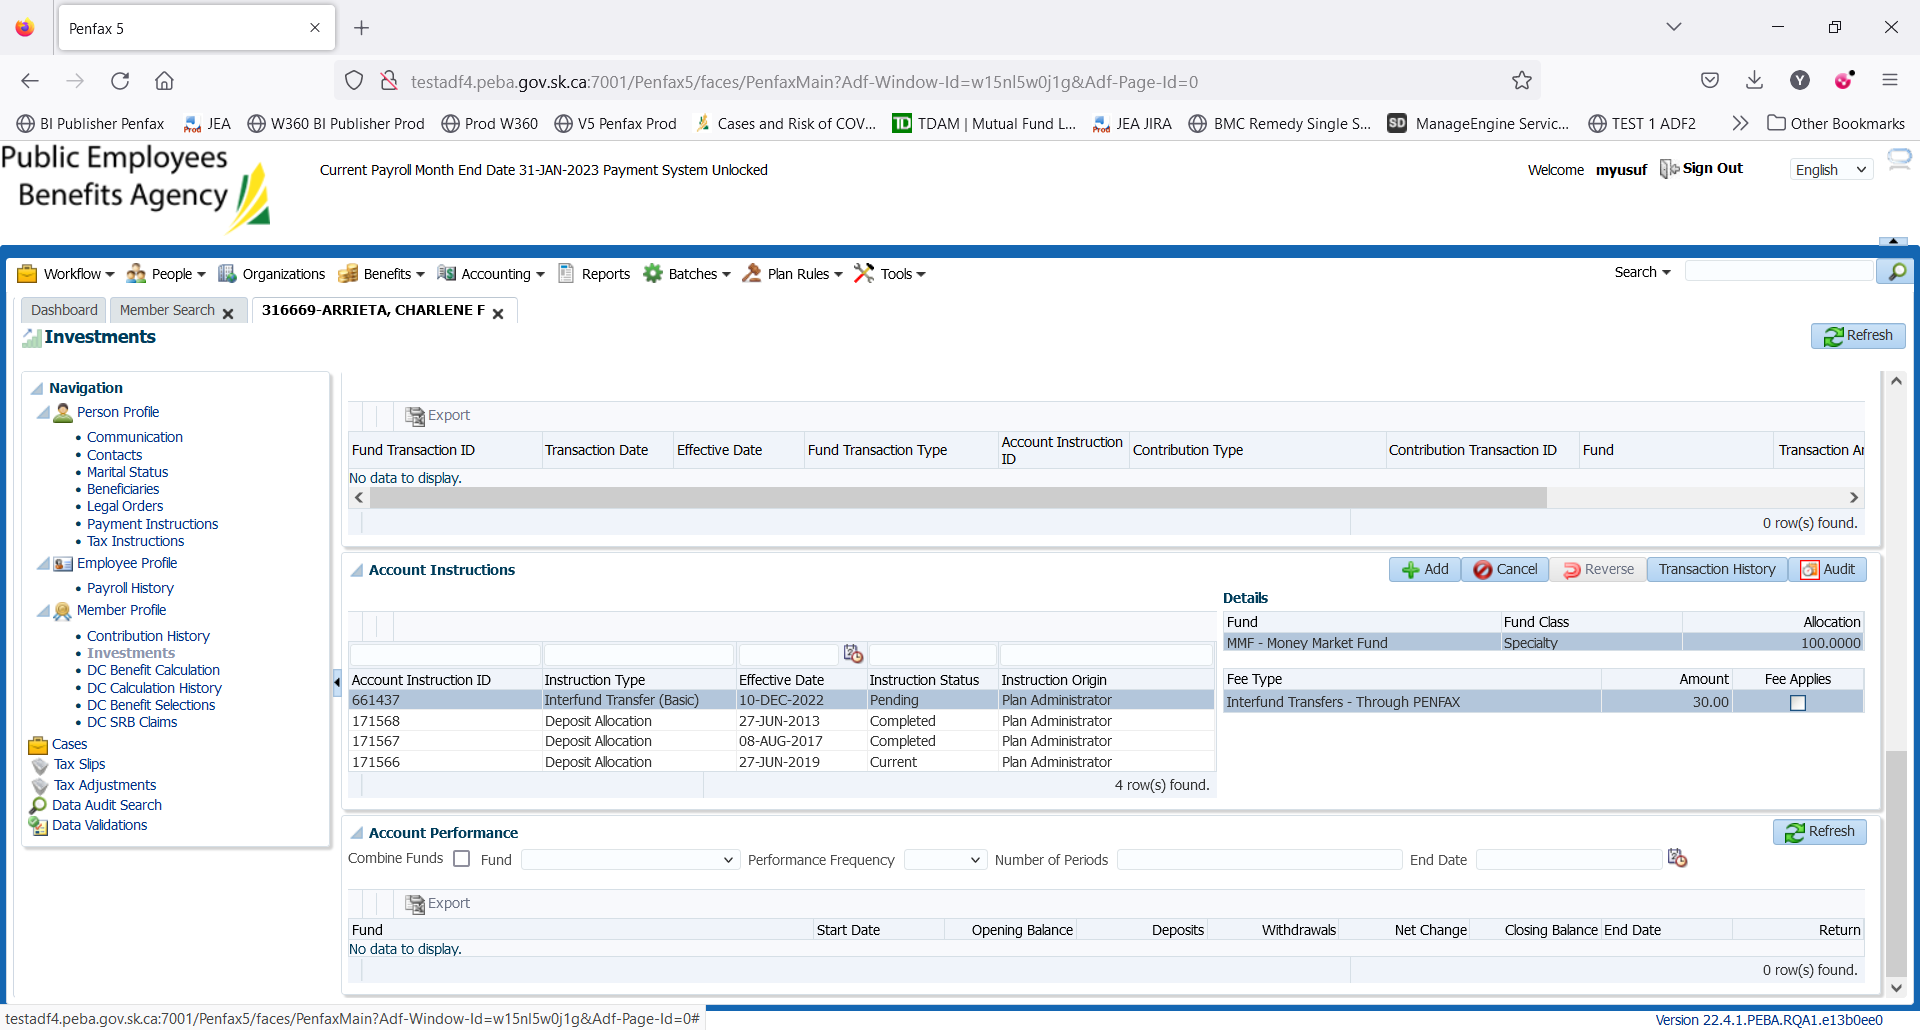 Penfax 5
testadf4.peba.gov.sk.ca:7001/Penfax5/faces/PenfaxMain?Adf-Window-Id=w15nl5w0j1g&Adf-Page-Id=0
Y
BI Publisher Penfax JEA W360 BI Publisher Prod Prod W360 V5 Penfax Prod Cases and Risk of COV... TD TDAM | Mutual Fund L... JEA JIRA BMC Remedy Single S... SD ManageEngine Servic... TEST 1 ADF2 Other Bookmarks
Public Employees
Benefits Agency
Current Payroll Month End Date 31-JAN-2023 Payment System Unlocked
Welcome myusuf Sign Out English
Workflow People Organizations Benefits Accounting Reports Batches Plan Rules Tools Search
Dashboard Member Search 316669-ARRIETA, CHARLENE F
Investments Refresh
Navigation
Person Profile
Communication
Contacts
Marital Status
Beneficiaries
Legal Orders
Payment Instructions
Tax Instructions
Employee Profile
Payroll History
Member Profile
Contribution History
Investments
DC Benefit Calculation
DC Calculation History
DC Benefit Selections
DC SRB Claims
Cases
Tax Slips
Tax Adjustments
Data Audit Search
Data Validations
Export
Fund Transaction ID Transaction Date Effective Date Fund Transaction Type Account Instruction ID Contribution Type Contribution Transaction ID Fund Transaction Ar
No data to display.
0 row(s) found.
Account Instructions Add Cancel Reverse Transaction History Audit
Account Instruction ID Instruction Type Effective Date Instruction Status Instruction Origin
661437 Interfund Transfer (Basic) 10-DEC-2022 Pending Plan Administrator
171568 Deposit Allocation 27-JUN-2013 Completed Plan Administrator
171567 Deposit Allocation 08-AUG-2017 Completed Plan Administrator
171566 Deposit Allocation 27-JUN-2019 Current Plan Administrator
4 row(s) found.
Details
Fund Fund Class Allocation
MMF - Money Market Fund Specialty 100.0000
Fee Type Amount Fee Applies
Interfund Transfers - Through PENFAX 30.00
Account Performance Refresh
Combine Funds Fund Performance Frequency Number of Periods End Date
Export
Fund Start Date Opening Balance Deposits Withdrawals Net Change Closing Balance End Date Return
No data to display.
0 row(s) found.
testadf4.peba.gov.sk.ca:7001/Penfax5/faces/PenfaxMain?Adf-Window-Id=w15nl5w0j1g&Adf-Page-Id=0#
Version 22.4.1.PEBA.RQA1.e13b0ee0